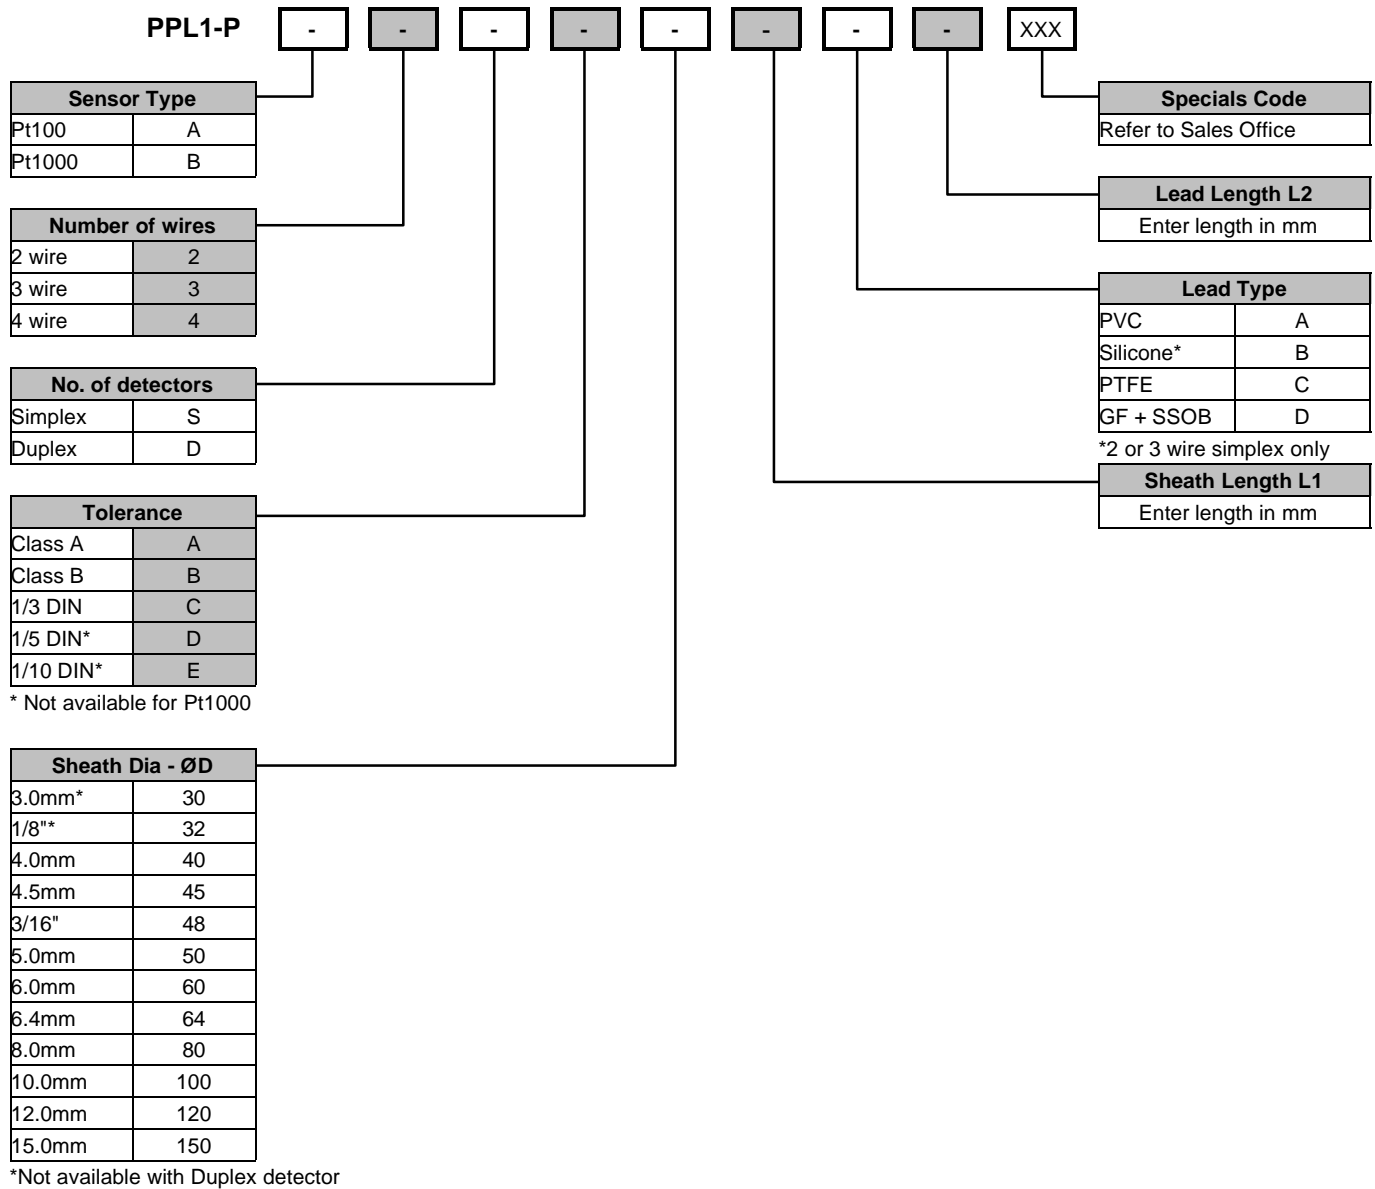 PPL1-P - - - - - - - - XXX
Sensor Type
Pt100 A
Pt1000 B
Number of wires
2 wire 2
3 wire 3
4 wire 4
No. of detectors
Simplex S
Duplex D
Tolerance
Class A A
Class B B
1/3 DIN C
1/5 DIN* D
1/10 DIN* E
* Not available for Pt1000
Sheath Dia - ØD
3.0mm* 30
1/8"* 32
4.0mm 40
4.5mm 45
3/16" 48
5.0mm 50
6.0mm 60
6.4mm 64
8.0mm 80
10.0mm 100
12.0mm 120
15.0mm 150
*Not available with Duplex detector
Specials Code
Refer to Sales Office
Lead Length L2
Enter length in mm
Lead Type
PVC A
Silicone* B
PTFE C
GF + SSOB D
*2 or 3 wire simplex only
Sheath Length L1
Enter length in mm